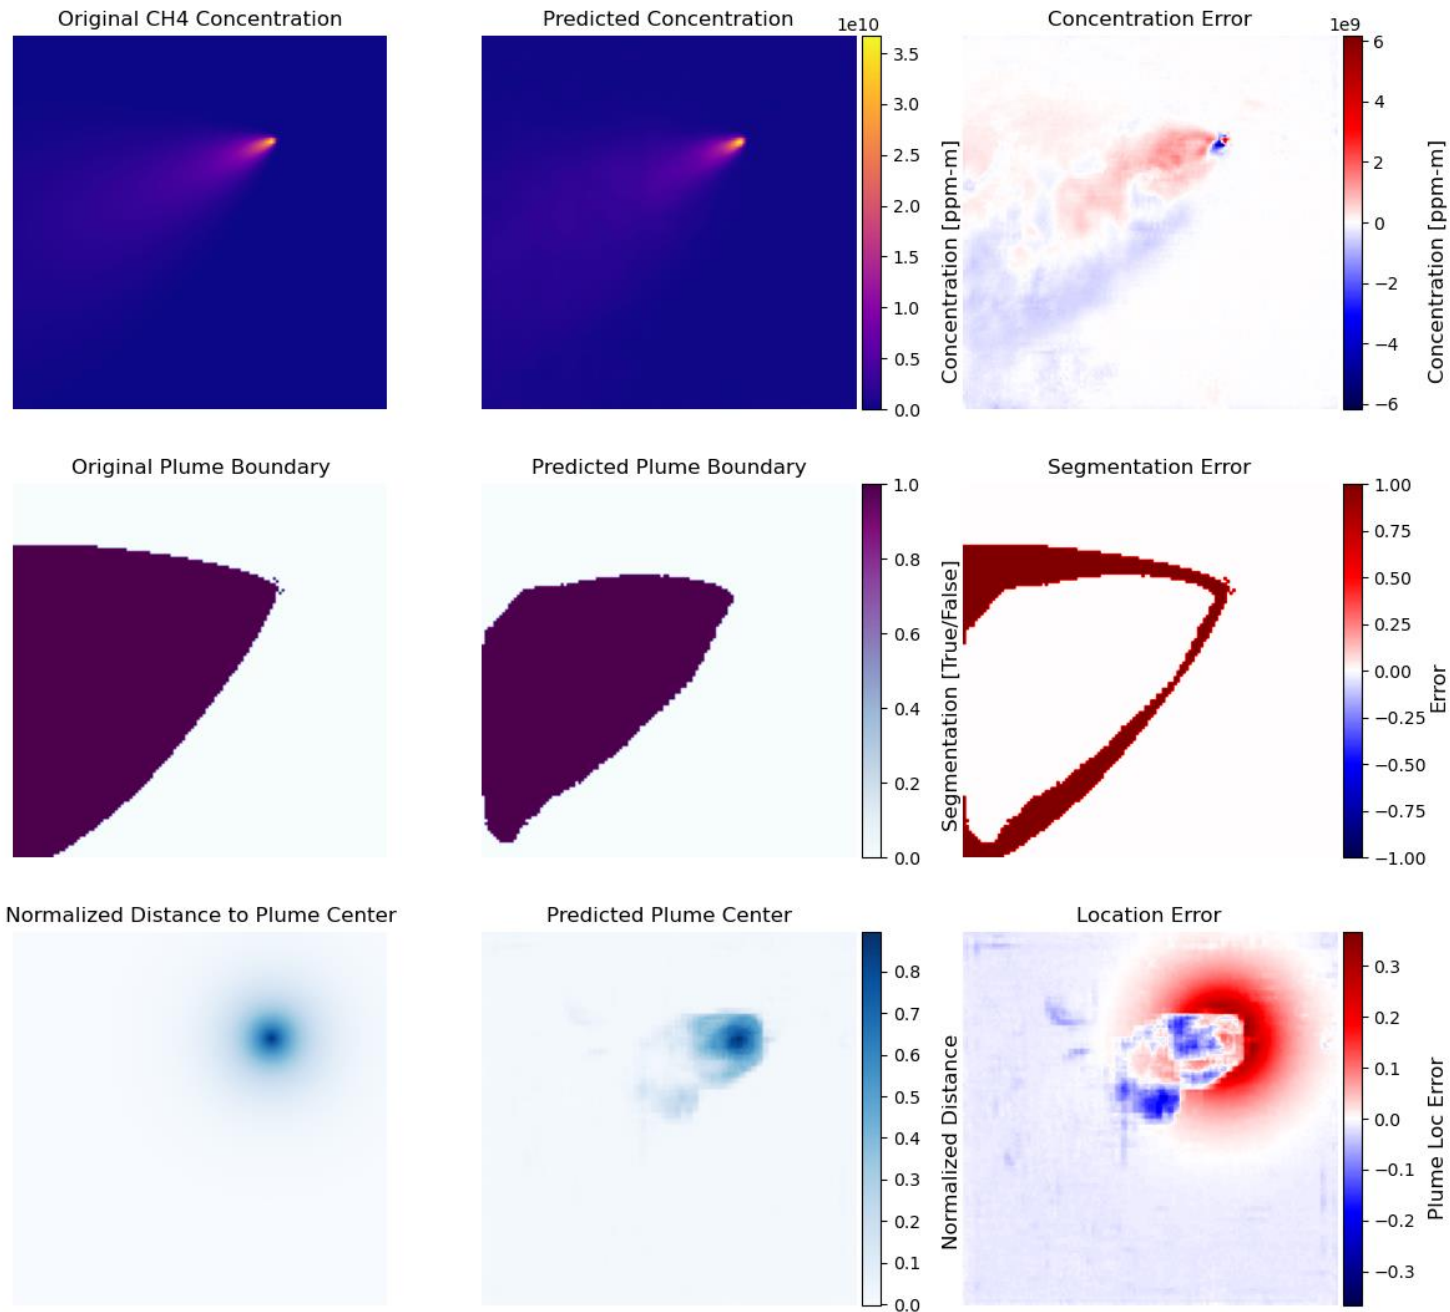 Original CH4 Concentration
Predicted Concentration
Concentration Error
1e10
3.5
3.0
2.5
2.0
1.5
1.0
0.5
0.0
Concentration [ppm-m]
1e9
6
4
2
0
−2
−4
−6
Concentration [ppm-m]
Original Plume Boundary
Predicted Plume Boundary
Segmentation Error
1.0
0.8
0.6
0.4
0.2
0.0
Segmentation [True/False]
1.00
0.75
0.50
0.25
0.00
−0.25
−0.50
−0.75
−1.00
Error
Normalized Distance to Plume Center
Predicted Plume Center
Location Error
0.8
0.7
0.6
0.5
0.4
0.3
0.2
0.1
0.0
Normalized Distance
0.3
0.2
0.1
0.0
−0.1
−0.2
−0.3
Plume Loc Error